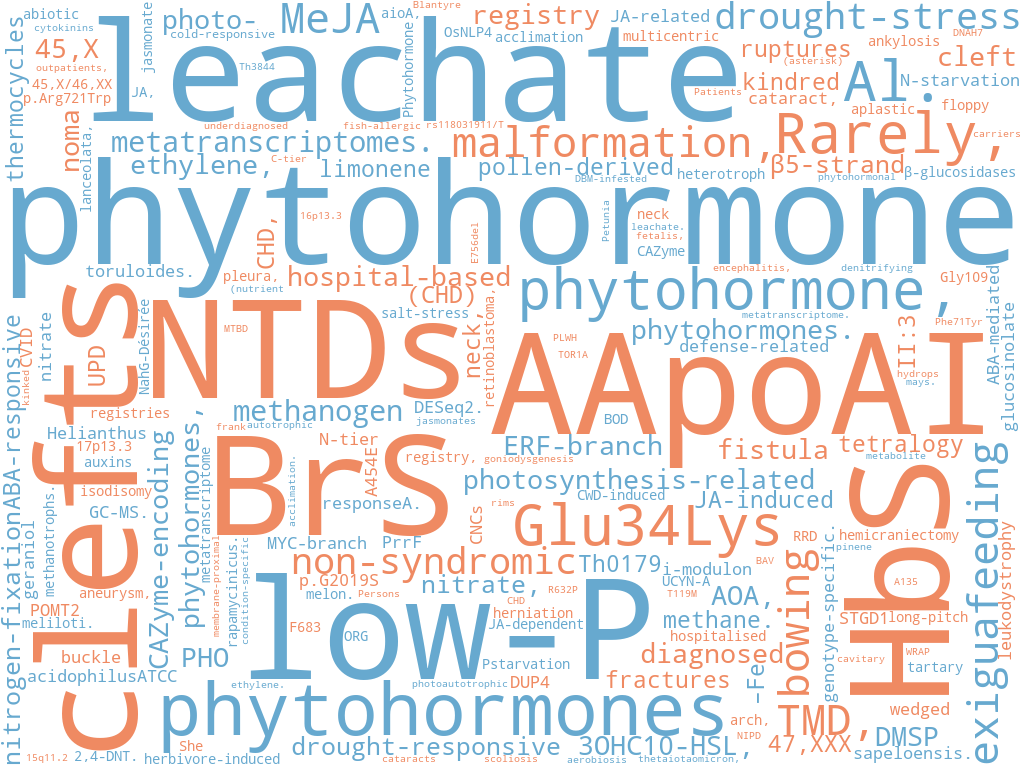 abiotic
cytokinins
photo-
cold-responsive
MeJA
aioA,
Blantyre
registry
acclimation
OsNLP4
JA-related
multicentric
drought-stress
DNAH7
ankylosis
thermocycles
45,X
outpatients,
45,X/46,XX
p.Arg721Trp
jasmonate
JA,
Th3844
leachate
Phytohormone
ruptures
(asterisk)
kindred
cataract,
Patients
Al.
cleft
N-starvation
aplastic
floppy
noma
lanceolata,
underdiagnosed
fish-allergic
rs118031911/T
carriers
metatranscriptomes.
malformation,
Rarely,
ethylene,
C-tier
limonene
pollen-derived
DBM-infested
heterotroph
β5-strand
phytohormonal
β-glucosidases
phytohormone
16p13.3
CHD,
E756del
Petunia
neck
leachate.
fetalis,
CAZyme
toruloides.
pleura,
(nutrient
hospital-based
(CHD)
salt-stress
encephalitis,
denitrifying
Gly109
phytohormone,
metatranscriptome.
clefts
UPD
NahG-Désirée
NTDs
MTBD
neck,
retinoblastoma,
PLWH
TOR1A
phytohormones.
defense-related
II:3
Phe71Tyr
hydrops
mays.
ABA-mediated
glucosinolate
nitrate
CVID
kinked
nitrogen-fixation
ABA-responsive
AApoAI
BOD
registries
methanogen
DESeq2.
jasmonates
Helianthus
17p13.3
auxins
isodisomy
GC-MS.
frank
autotrophic
BrS
N-tier
registry,
goniodysgenesis
A454E
ERF-branch
fistula
tetralogy
metabolite
CAZyme-encoding
phytohormones,
metatranscriptome
acclimation.
responseA.
photosynthesis-related
CWD-induced
JA-induced
rims
CNCs
Glu34Lys
HbS
exiguafeeding
geraniol
methanotrophs.
aneurysm,
membrane-proximal
rapamycinicus.
condition-specific
MYC-branch
PrrF
non-syndromic
Th0179
i-modulon
BAV
RRD
hemicraniectomy
pinene
bowing
genotype-specific.
leukodystrophy
POMT2
meliloti.
p.G2019S
melon.
Persons
nitrate,
R632P
UCYN-A
T119M
AOA,
A135
CHD
herniation
JA-dependent
methane.
STGD1
long-pitch
F683
ORG
low-P
hospitalised
buckle
PHO
Pstarvation
diagnosed
cavitary
WRAP
tartary
acidophilusATCC
ethylene.
photoautotrophic
DUP4
fractures
-Fe
wedged
phytohormones
arch,
NIPD
TMD,
DMSP
She
15q11.2
2,4-DNT.
herbivore-induced
drought-responsive
cataracts
scoliosis
3OHC10-HSL,
aerobiosis
thetaiotaomicron,
47,XXX
sapeloensis.